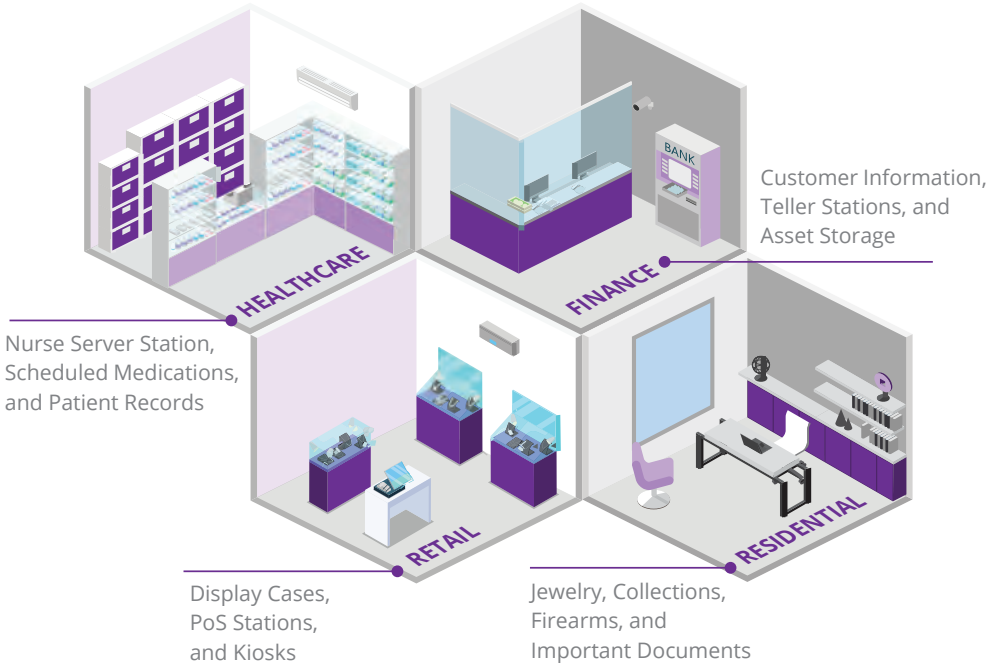 BANK
Customer Information,
Teller Stations, and
Asset Storage
HEALTHCARE
FINANCE
Nurse Server Station,
Scheduled Medications,
and Patient Records
RETAIL
RESIDENTIAL
Display Cases,
PoS Stations,
and Kiosks
Jewelry, Collections,
Firearms, and
Important Documents